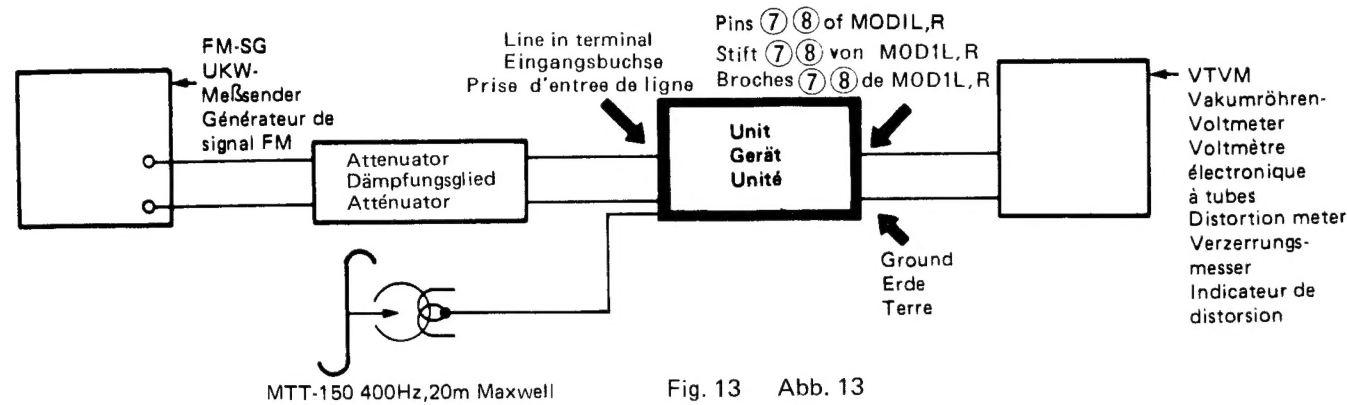 FM-SG
UKW-
Meßsender
Générateur de
signal FM
Attenuator
Dämpfungsglied
Atténuator
Line in terminal
Eingangsbuchse
Prise d'entree de ligne
Pins ⑦⑧ of MODIL,R
Stift ⑦⑧ von MOD1L,R
Broches ⑦⑧ de MOD1L,R
Unit
Gerät
Unité
Ground
Erde
Terre
VTVM
Vakumröhren-
Voltmeter
Voltmètre
électronique
à tubes
Distortion meter
Verzerrungs-
messer
Indicateur de
distorsion
MTT-150 400Hz,20m Maxwell
Fig. 13 Abb. 13